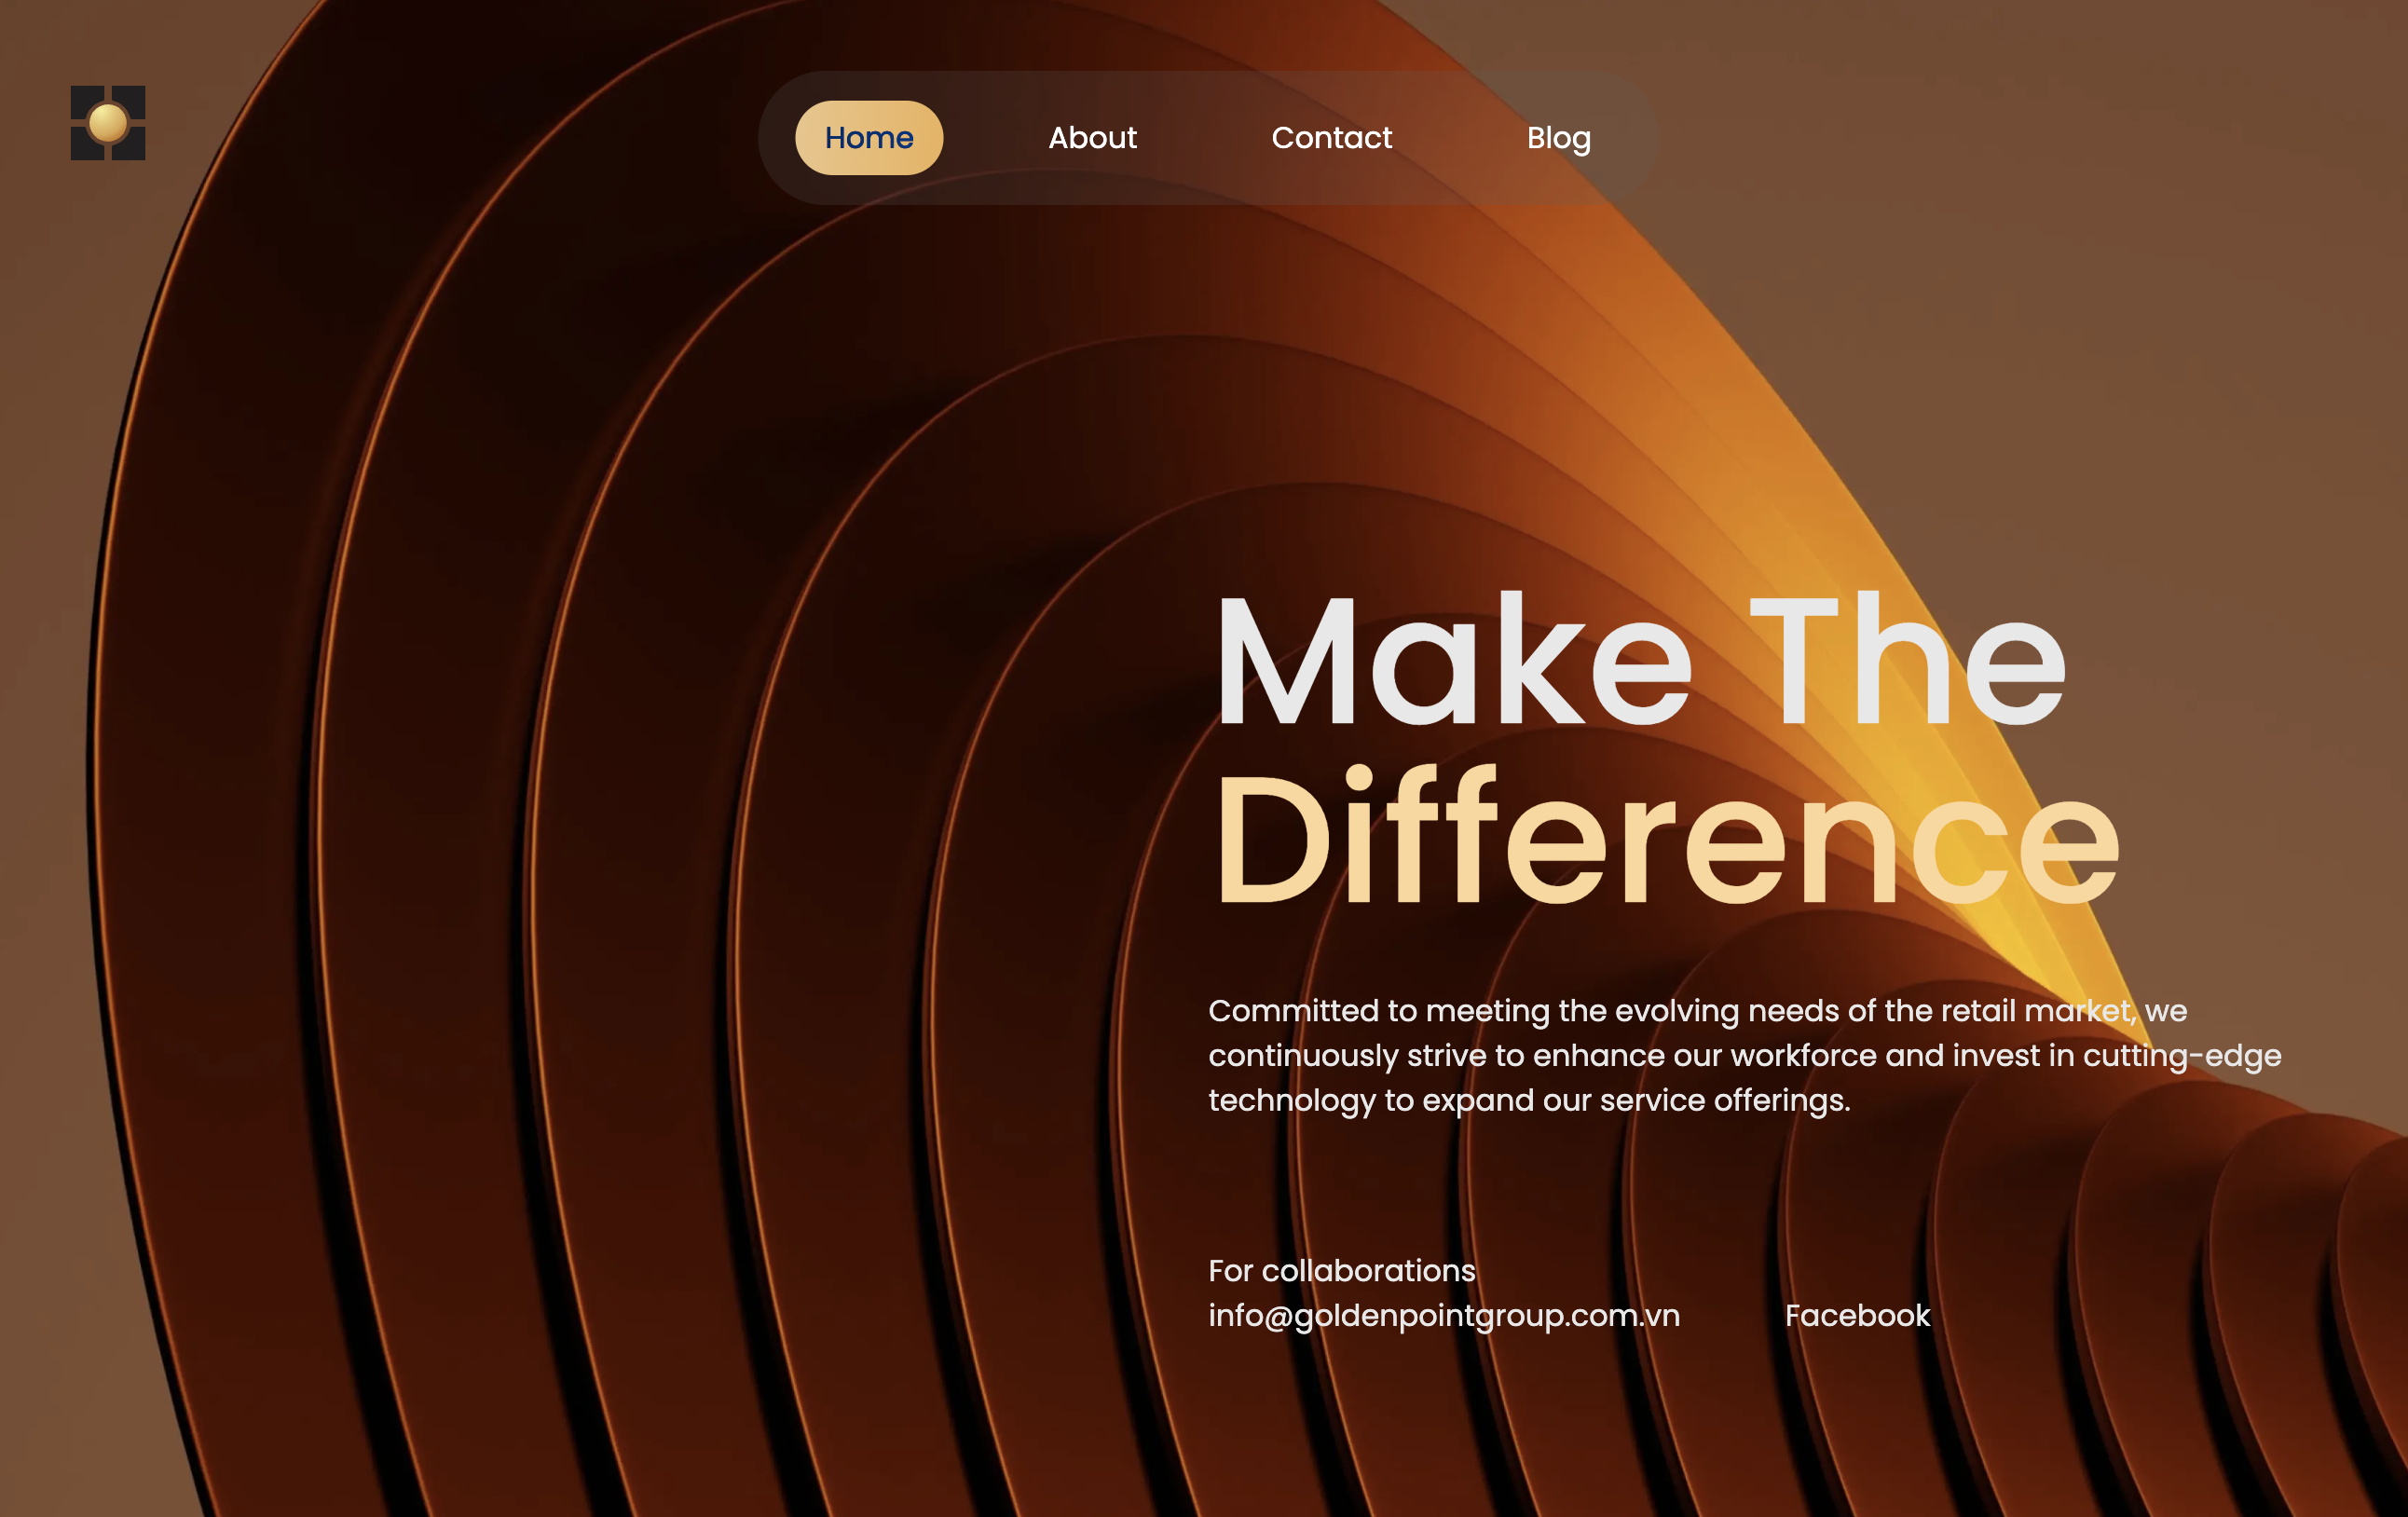 Home
About
Contact
Blog
Make The
Difference
Committed to meeting the evolving needs of the retail market, we
continuously strive to enhance our workforce and invest in cutting-edge
technology to expand our service offerings.
For collaborations
info@goldenpointgroup.com.vn
Facebook